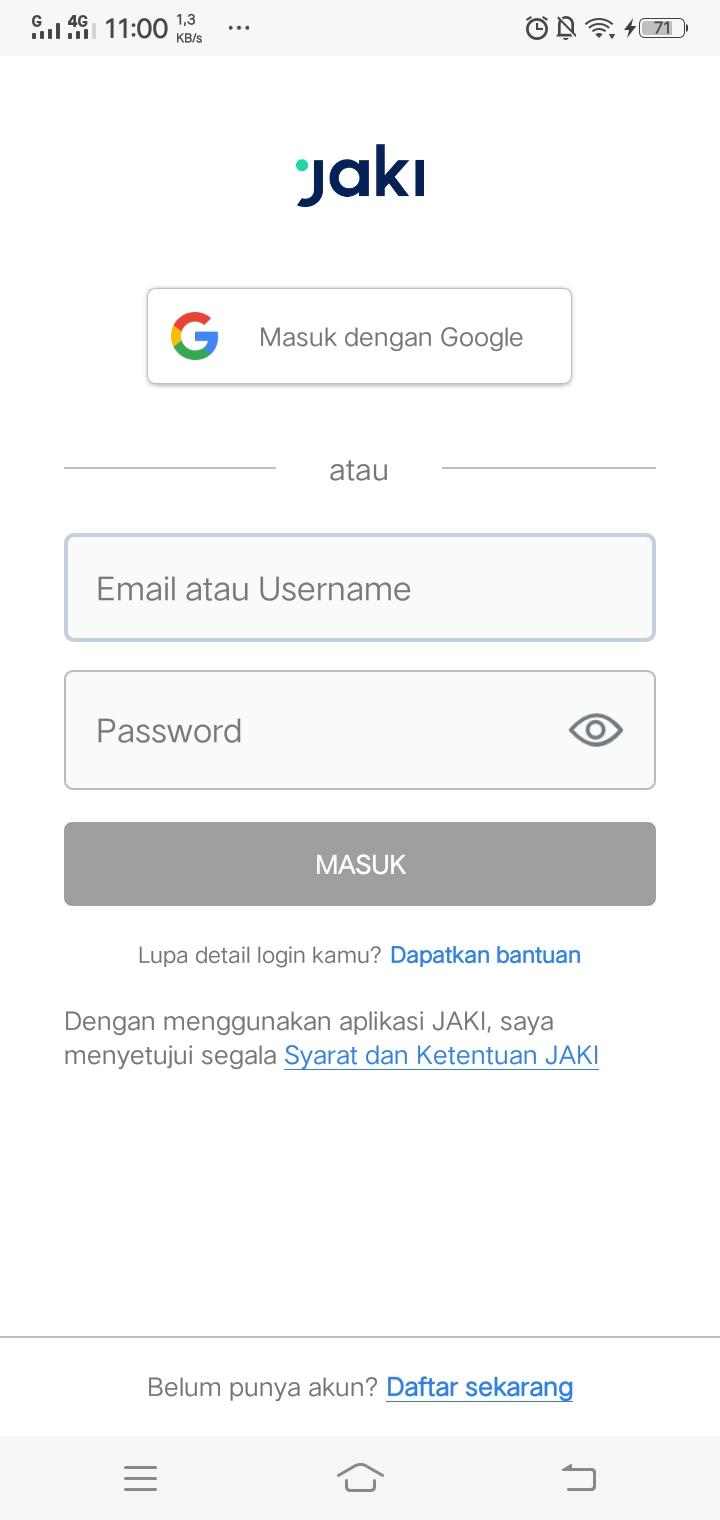 G 4G 11:00 1,3 KB/s ... 71
jaki
Masuk dengan Google
atau
Email atau Username
Password
MASUK
Lupa detail login kamu? Dapatkan bantuan
Dengan menggunakan aplikasi JAKI, saya
menyetujui segala Syarat dan Ketentuan JAKI
Belum punya akun? Daftar sekarang